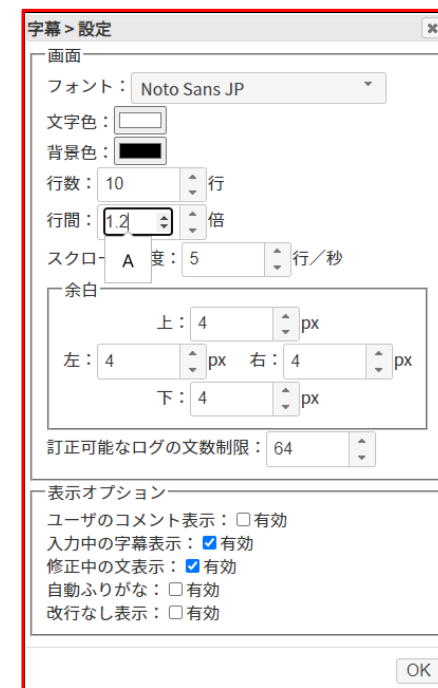 字幕 > 設定
画面
フォント： Noto Sans JP
文字色：
背景色：
行数： 10 行
行間： 1.2 倍
A
スクロー 度： 5 行／秒
余白
上： 4 px
左： 4 px 右： 4 px
下： 4 px
訂正可能なログの文数制限： 64
表示オプション
ユーザのコメント表示： 有効
入力中の字幕表示： 有効
修正中の文表示： 有効
自動ふりがな： 有効
改行なし表示： 有効
OK